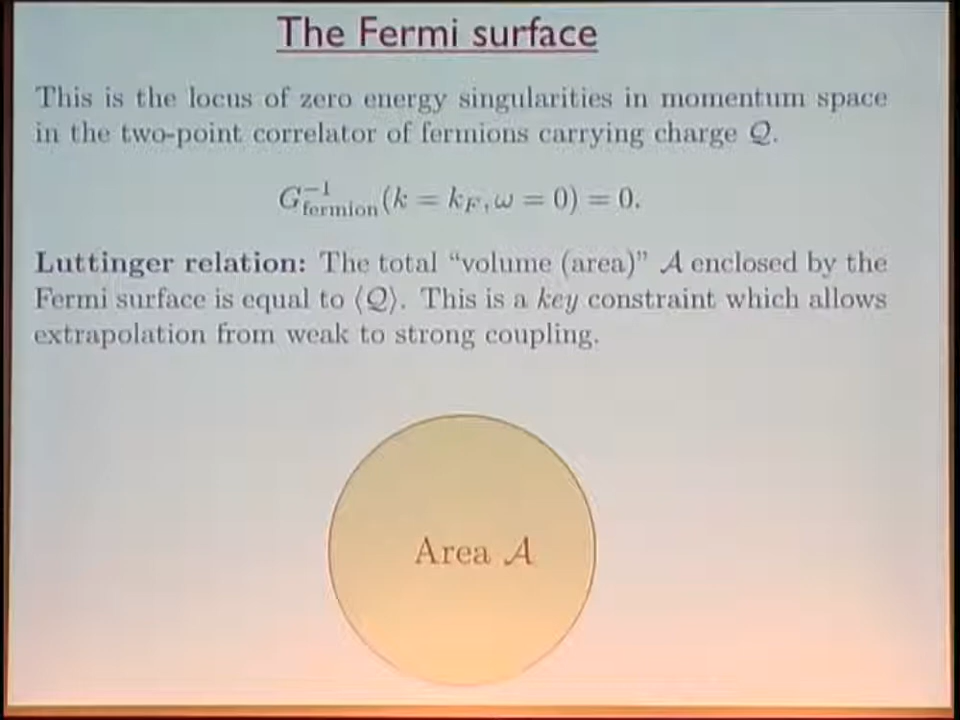 The Fermi surface
This is the locus of zero energy singularities in momentum space
in the two-point correlator of fermions carrying charge 𝒬.
G⁻¹_fermion(k = k_F, ω = 0) = 0.
Luttinger relation: The total “volume (area)” 𝒜 enclosed by the
Fermi surface is equal to ⟨𝒬⟩. This is a key constraint which allows
extrapolation from weak to strong coupling.
Area 𝒜